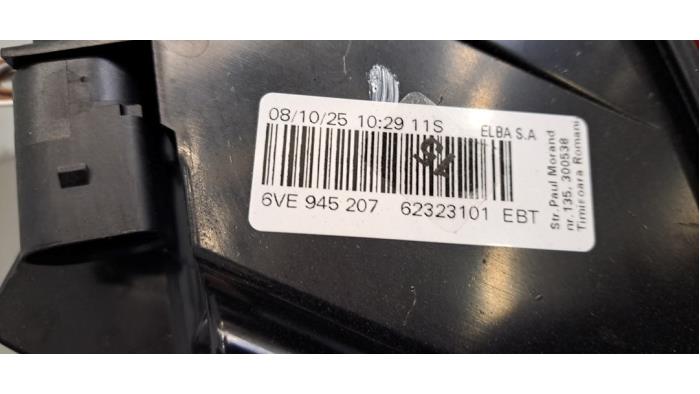 08/10/25 10:29 11S ELBA S.A
6VE 945 207 62323101 EBT
Str. Paul Morand
nr.135, 300538
Timisoara Romani